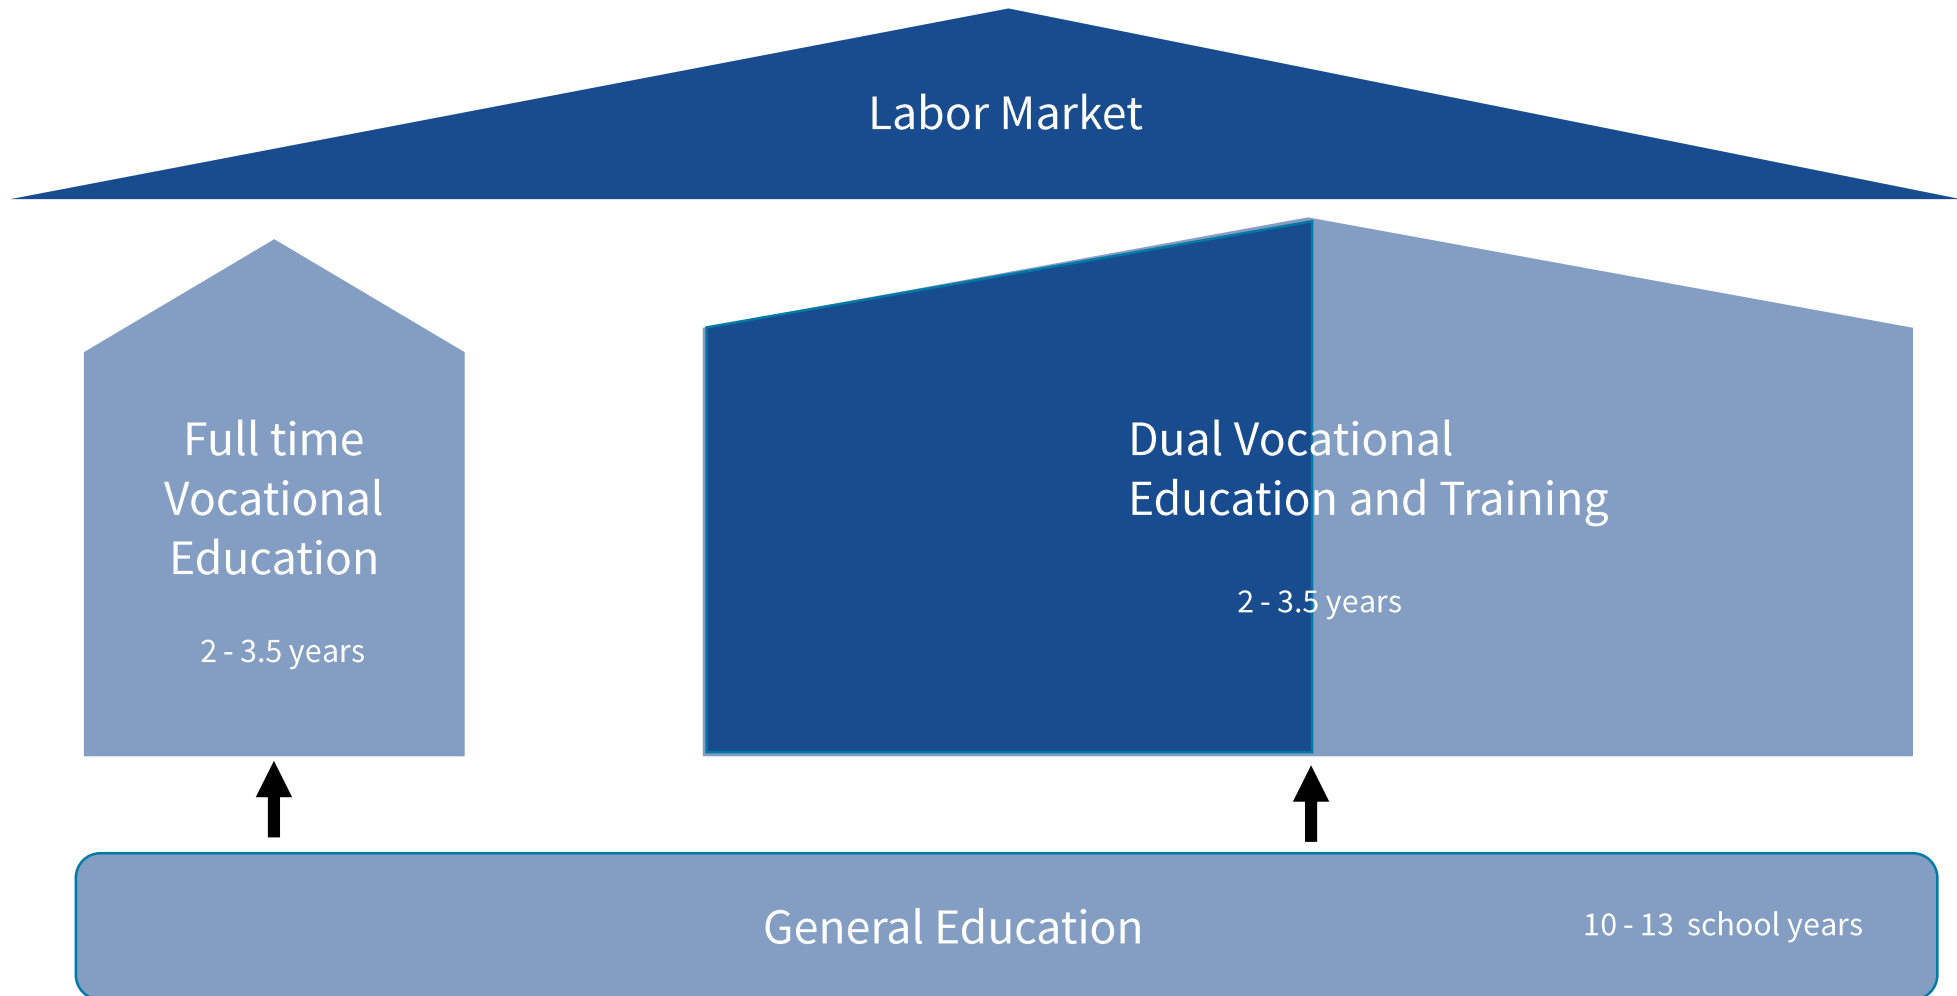 Labor Market
Full time
Vocational
Education
2 - 3.5 years
Dual Vocational
Education and Training
2 - 3.5 years
General Education
10 - 13 school years